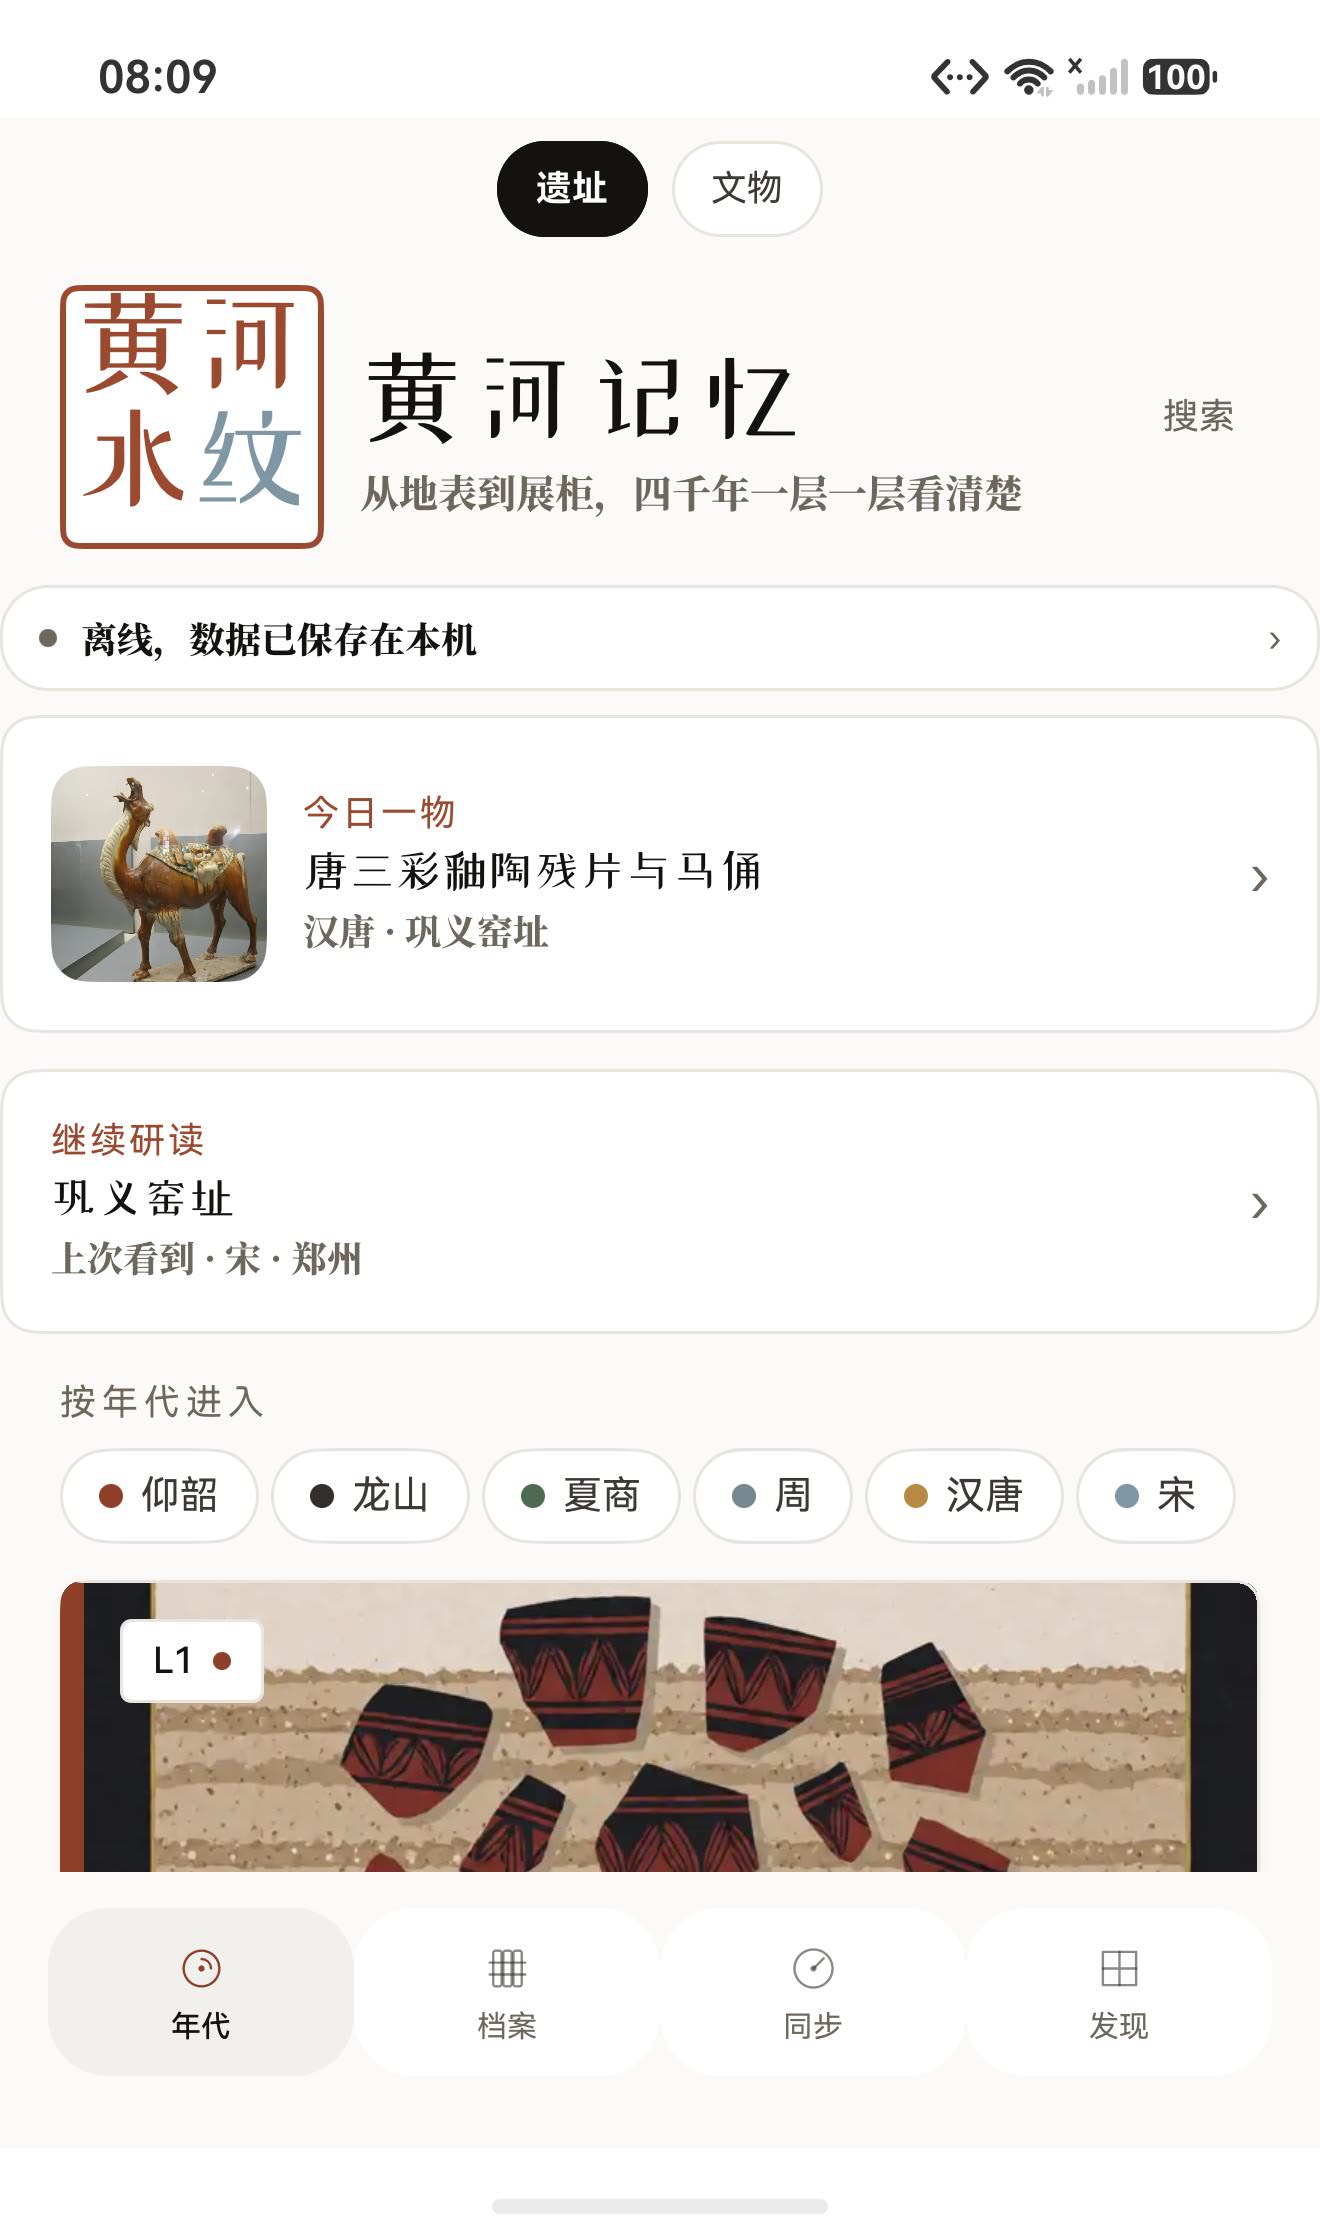 08:09
100
遗址
文物
黄河
水纹
黄河记忆
搜索
从地表到展柜，四千年一层一层看清楚
离线，数据已保存在本机
今日一物
唐三彩釉陶残片与马俑
汉唐·巩义窑址
继续研读
巩义窑址
上次看到·宋·郑州
按年代进入
仰韶
龙山
夏商
周
汉唐
宋
L1
年代
档案
同步
发现